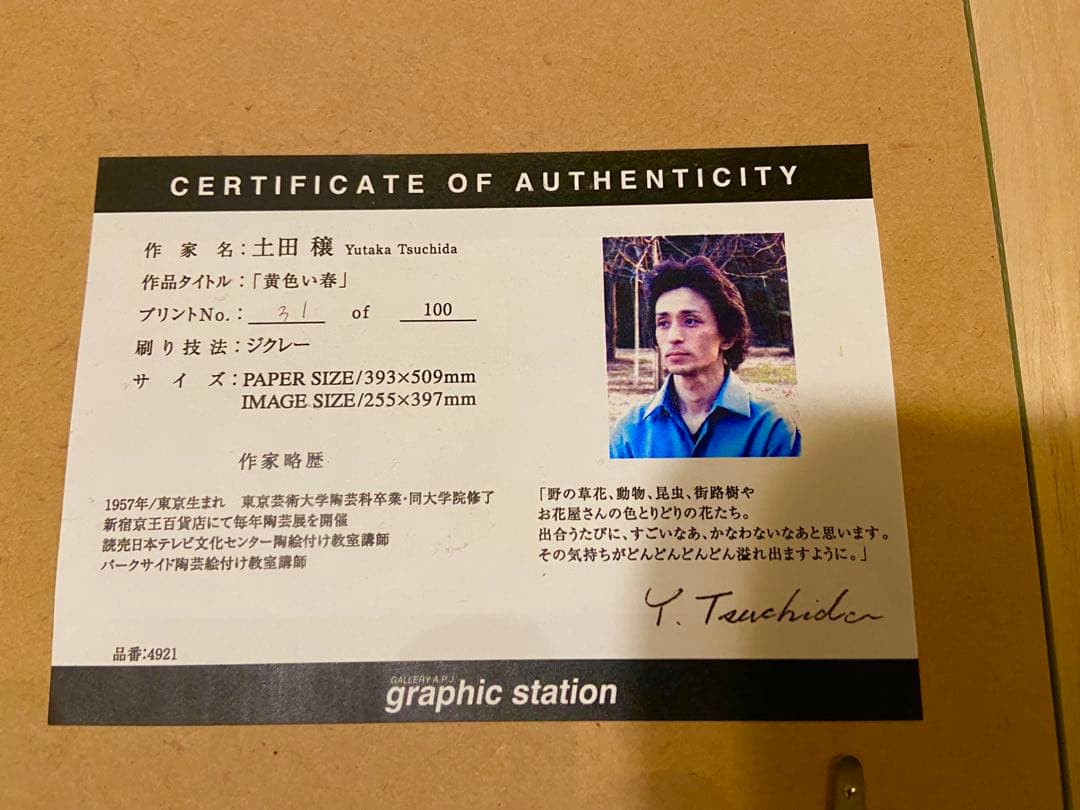 CERTIFICATE OF AUTHENTICITY
作家名：土田 穣 Yutaka Tsuchida
作品タイトル：「黄色い春」
プリントNo.： 31 of 100
刷り技法：ジクレー
サイズ：PAPER SIZE/393×509mm
IMAGE SIZE/255×397mm
作家略歴
1957年/東京生まれ 東京芸術大学陶芸科卒業・同大学院修了
新宿京王百貨店にて毎年陶芸展を開催
読売日本テレビ文化センター陶絵付け教室講師
パークサイド陶芸絵付け教室講師
「野の草花、動物、昆虫、街路樹や
お花屋さんの色とりどりの花たち。
出合うたびに、すごいなあ、かなわないなあと思います。
その気持ちがどんどんどんどん溢れ出ますように。」
Y. Tsuchida
品番：4921
GALLERY A.P.J.
graphic station